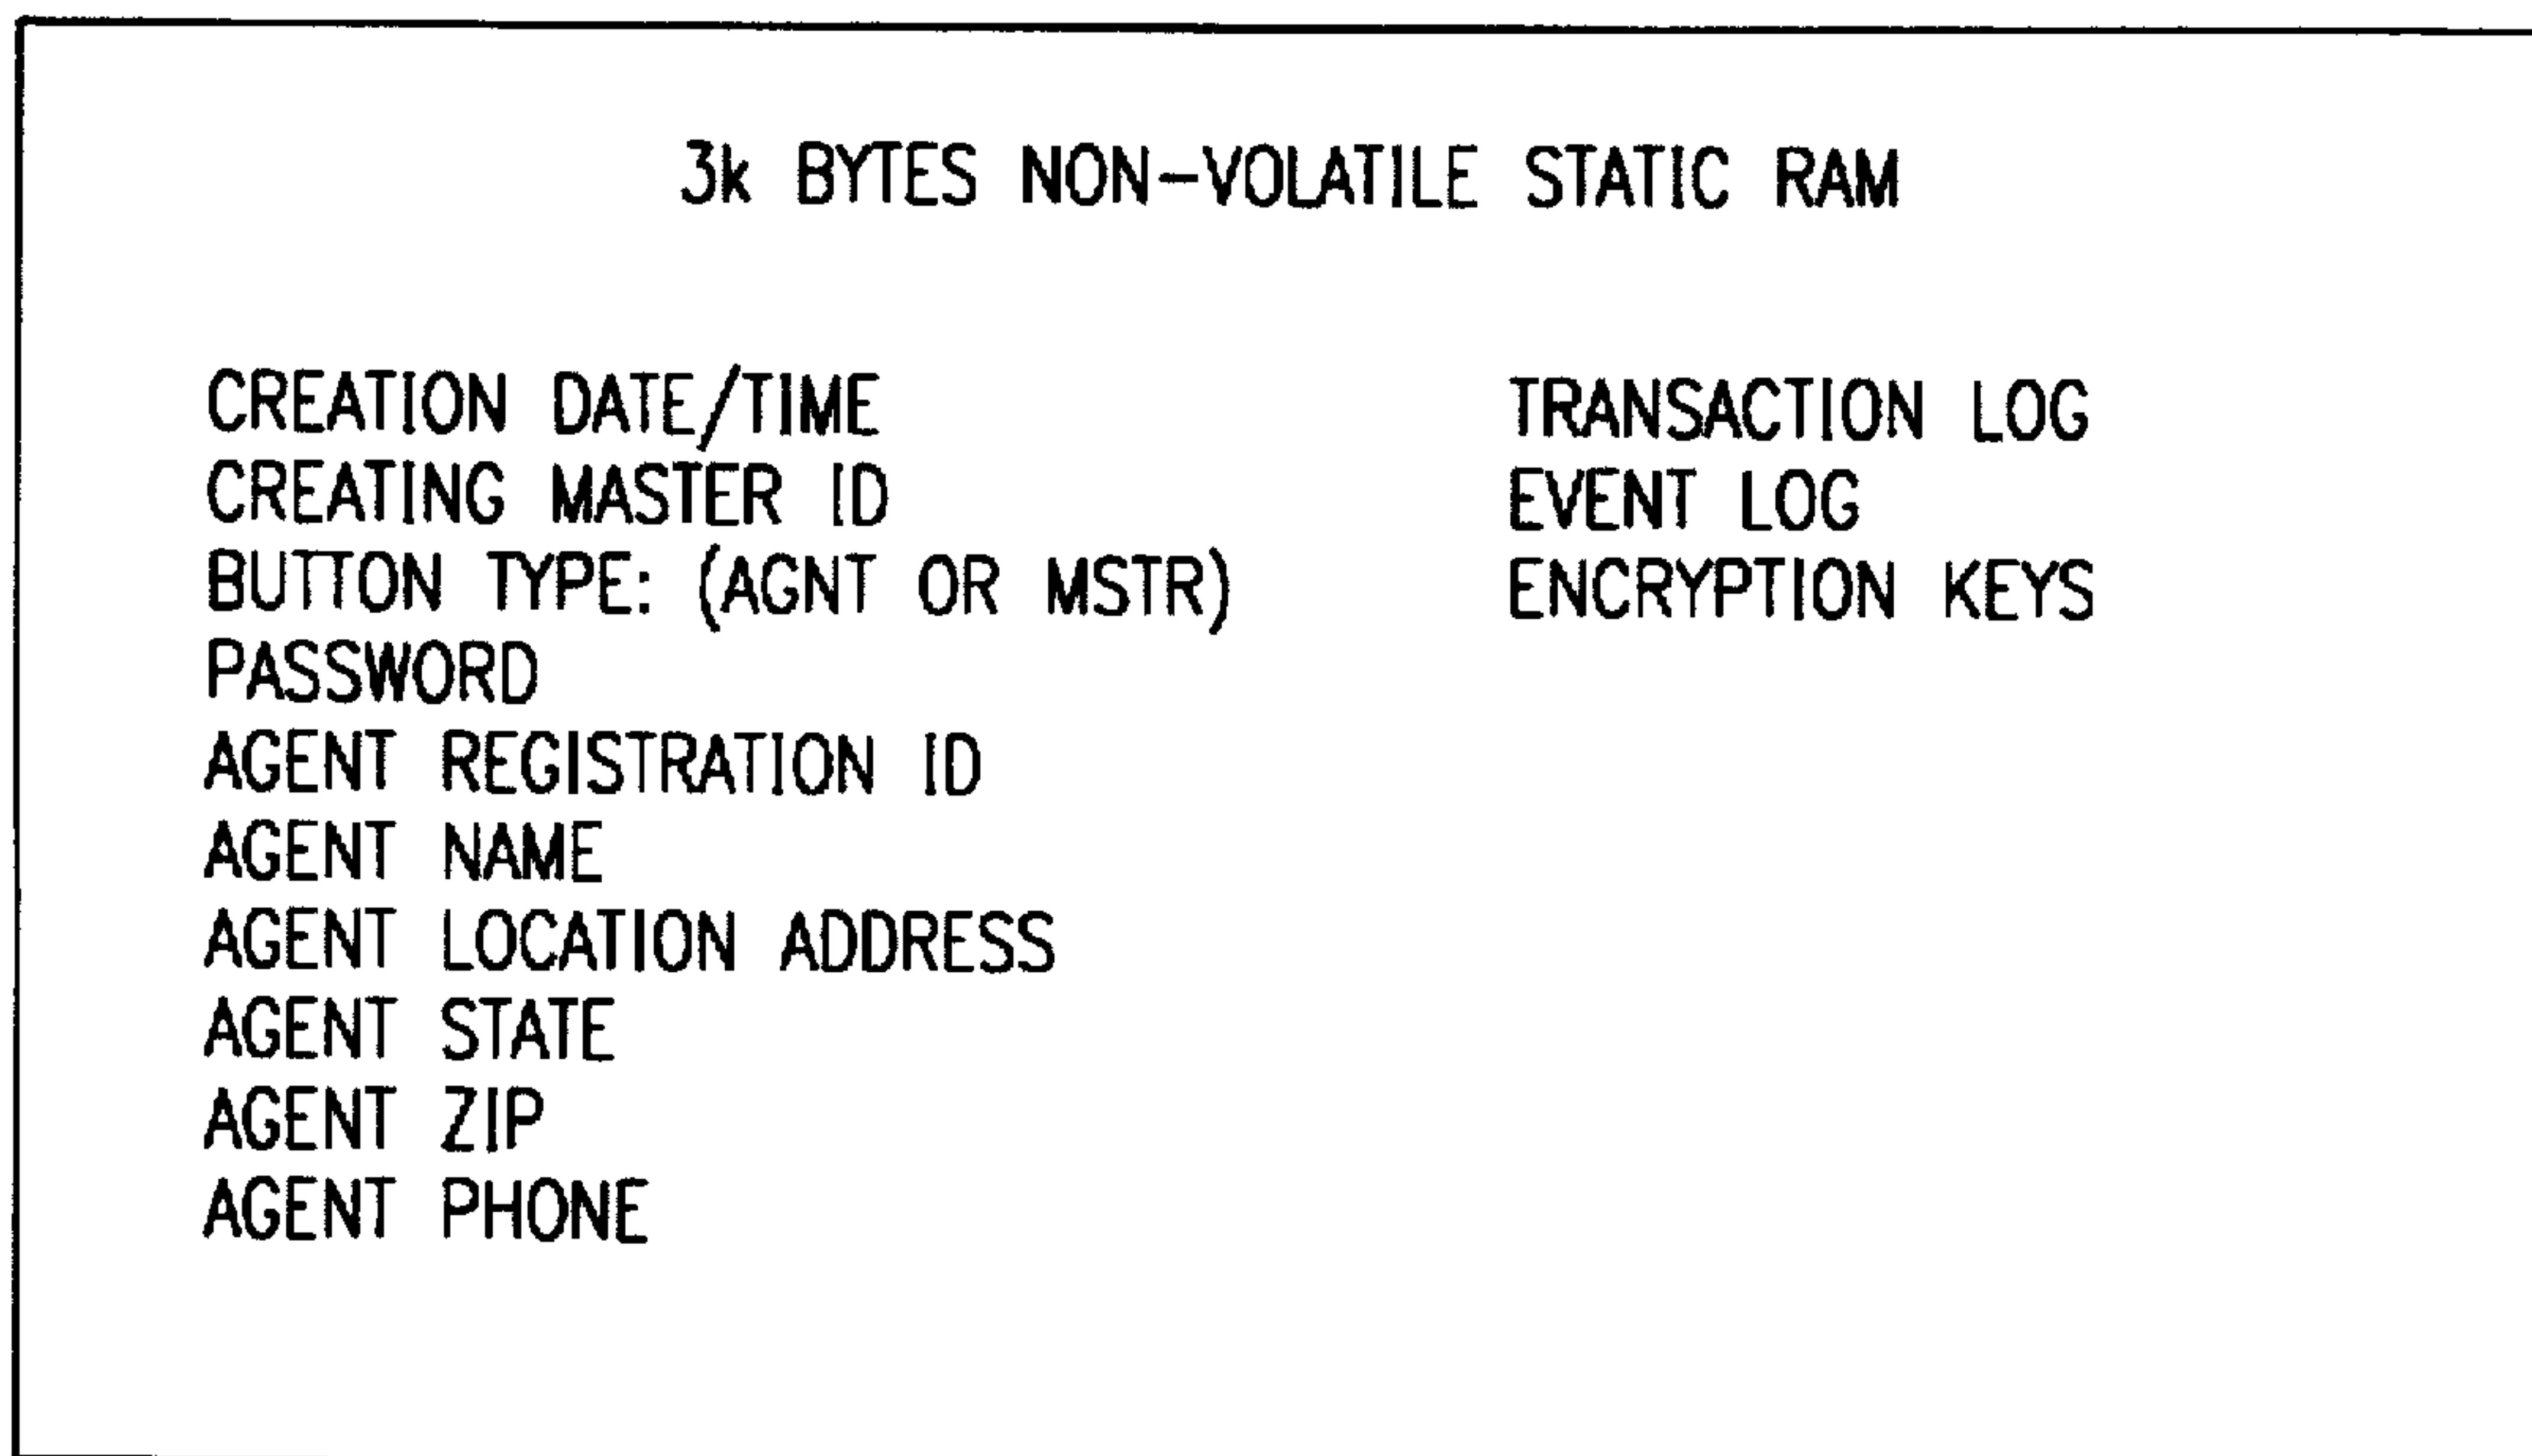 3k BYTES NON-VOLATILE STATIC RAM
CREATION DATE/TIME
CREATING MASTER ID
BUTTON TYPE: (AGNT OR MSTR)
PASSWORD
AGENT REGISTRATION ID
AGENT NAME
AGENT LOCATION ADDRESS
AGENT STATE
AGENT ZIP
AGENT PHONE
TRANSACTION LOG
EVENT LOG
ENCRYPTION KEYS